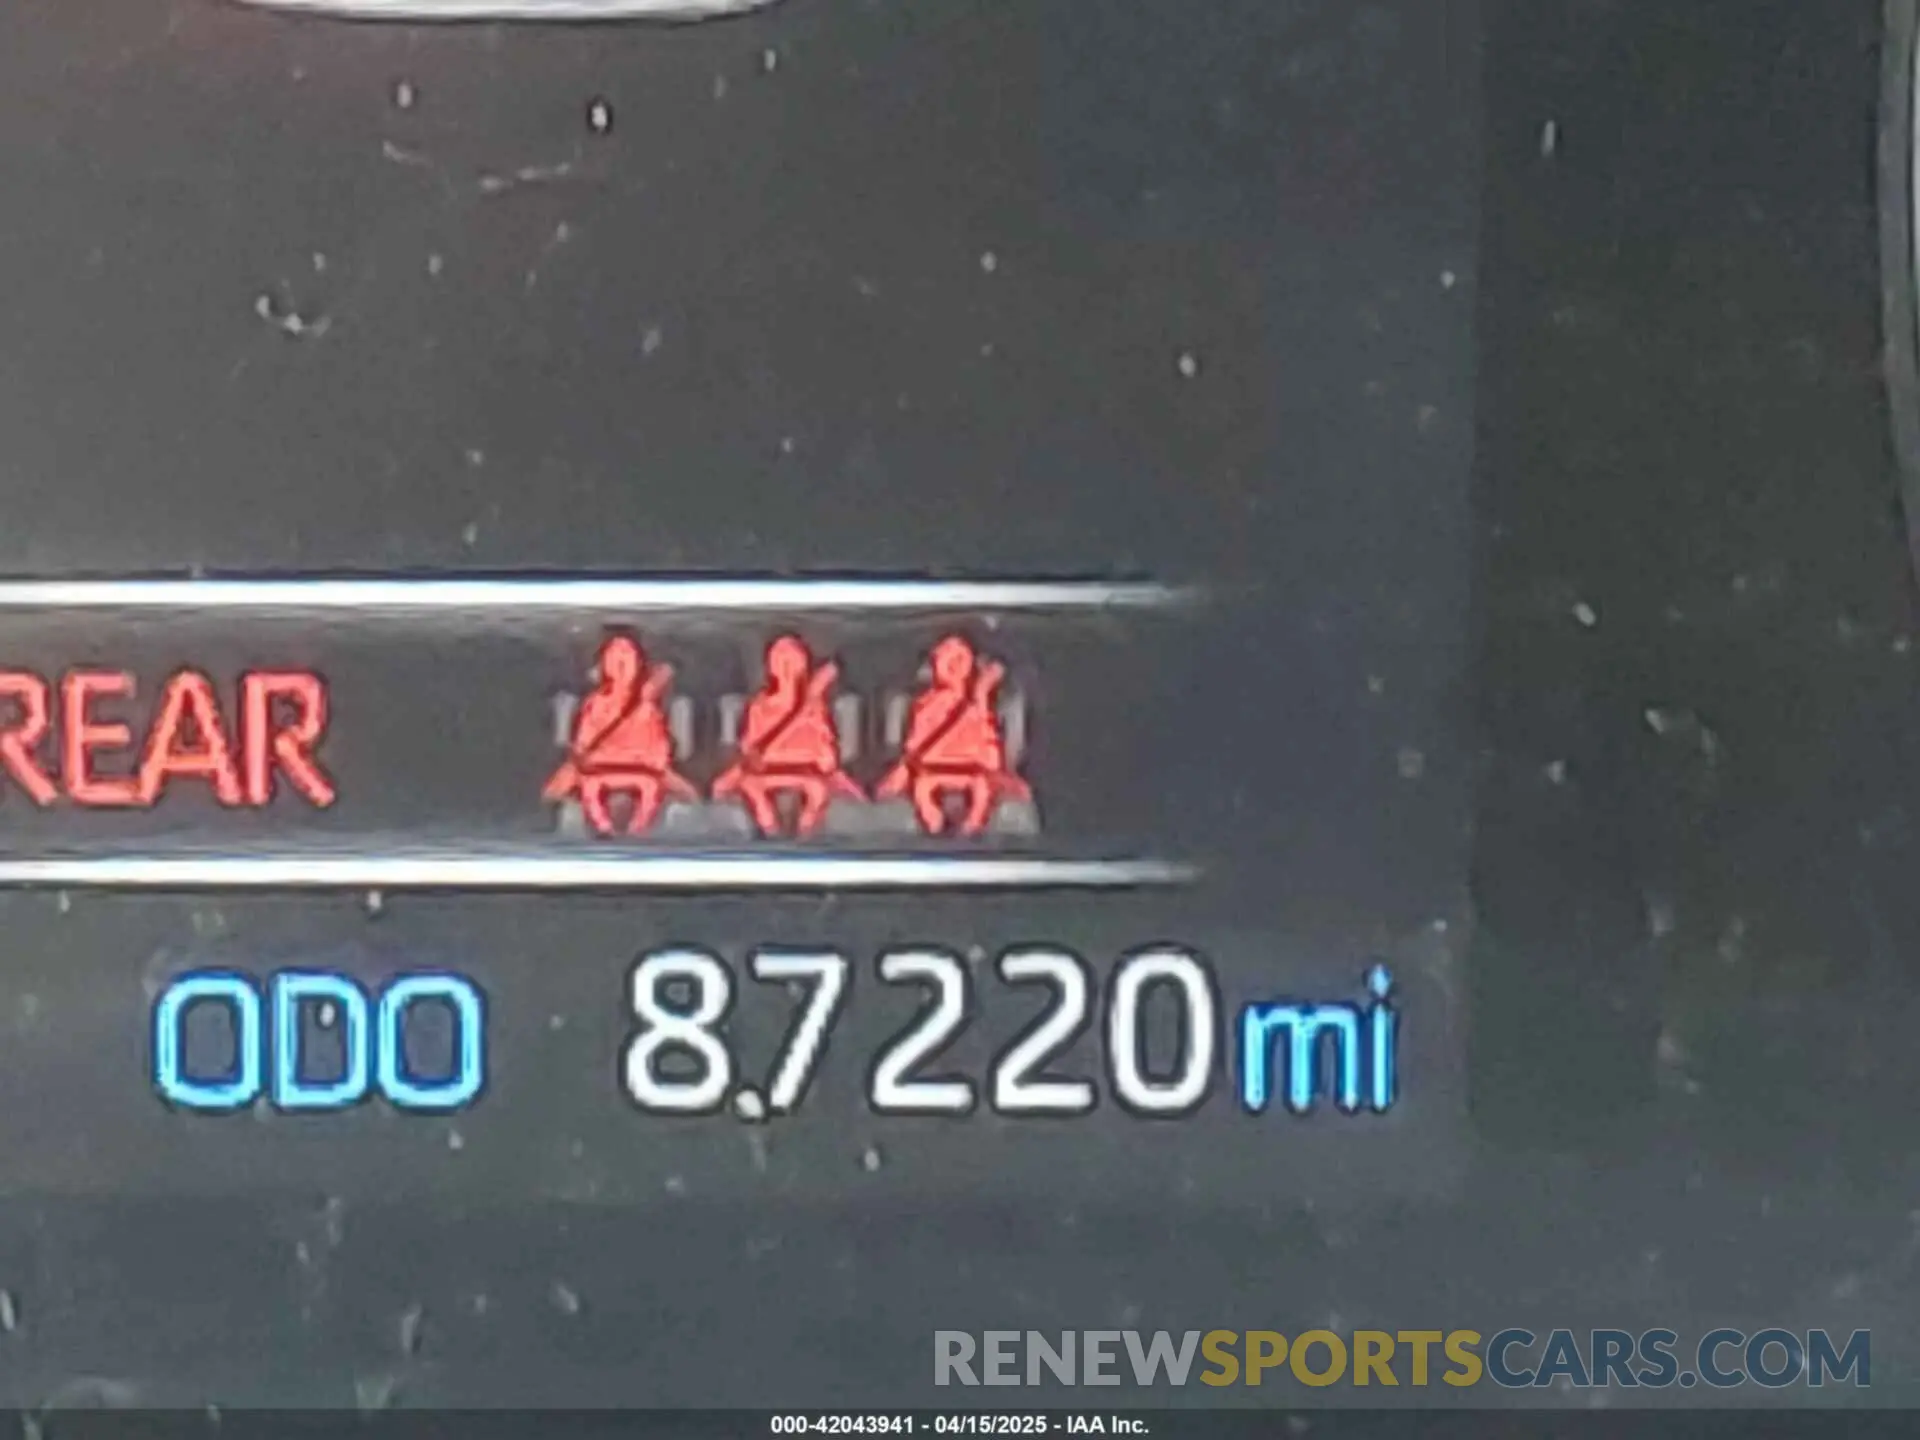 REAR
ODO 87220 mi
RENEWSPORTSCARS.COM
000-42043941 - 04/15/2025 - IAA Inc.